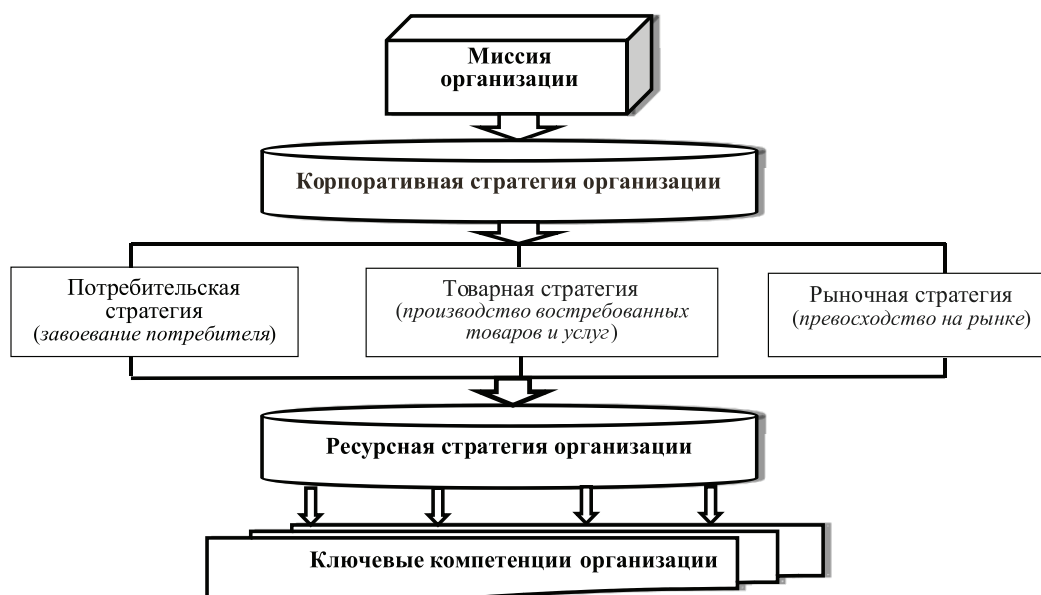 Миссия
организации
Корпоративная стратегия организации
Потребительская
стратегия
(завоевание потребителя)
Товарная стратегия
(производство востребованных
товаров и услуг)
Рыночная стратегия
(превосходство на рынке)
Ресурсная стратегия организации
Ключевые компетенции организации